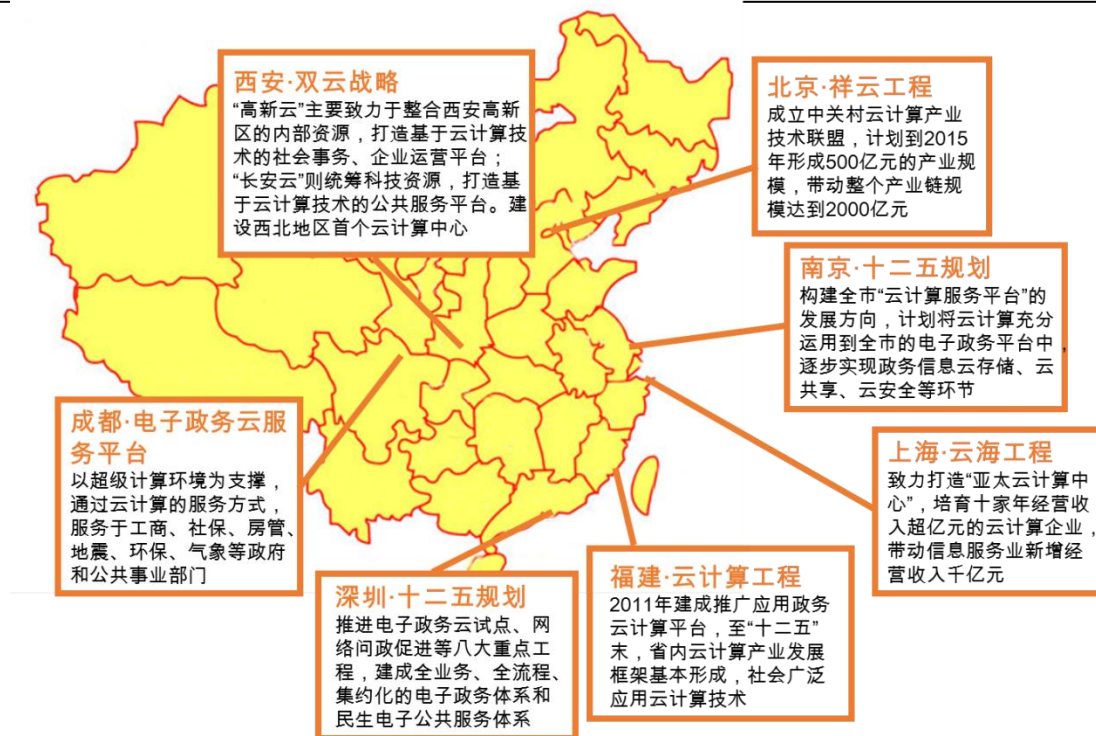 西安·双云战略
“高新云”主要致力于整合西安高新
区的内部资源，打造基于云计算技
术的社会事务、企业运营平台；
“长安云”则统筹科技资源，打造基
于云计算技术的公共服务平台。建
设西北地区首个云计算中心
北京·祥云工程
成立中关村云计算产业
技术联盟，计划到2015
年形成500亿元的产业规
模，带动整个产业链规
模达到2000亿元
南京·十二五规划
构建全市“云计算服务平台”的
发展方向，计划将云计算充分
运用到全市的电子政务平台中，
逐步实现政务信息云存储、云
共享、云安全等环节
成都·电子政务云服
务平台
以超级计算环境为支撑，
通过云计算的服务方式，
服务于工商、社保、房管、
地震、环保、气象等政府
和公共事业部门
上海·云海工程
致力打造“亚太云计算中
心”，培育十家年经营收
入超亿元的云计算企业，
带动信息服务业新增经
营收入千亿元
深圳·十二五规划
推进电子政务云试点、网
络问政促进等八大重点工
程，建成全业务、全流程、
集约化的电子政务体系和
民生电子公共服务体系
福建·云计算工程
2011年建成推广应用政务
云计算平台，至“十二五”
末，省内云计算产业发展
框架基本形成，社会广泛
应用云计算技术